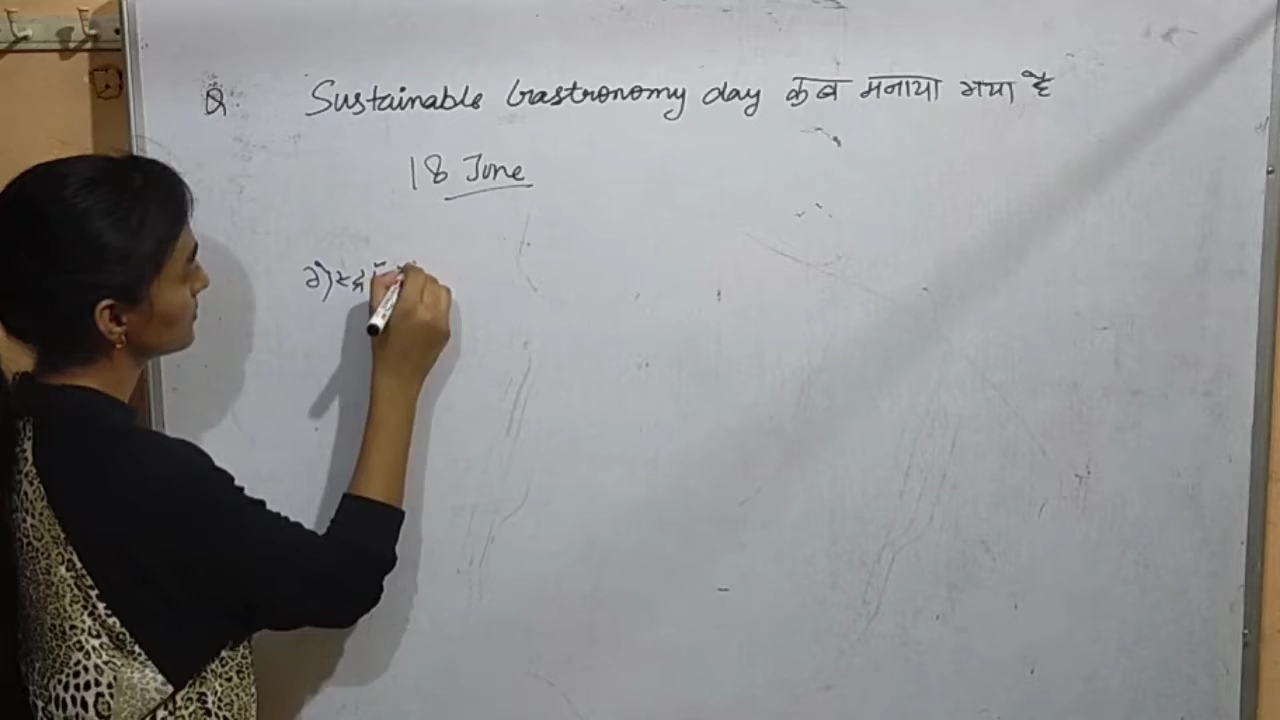 Q. Sustainable Gastronomy day कब मनाया गया है
18 June